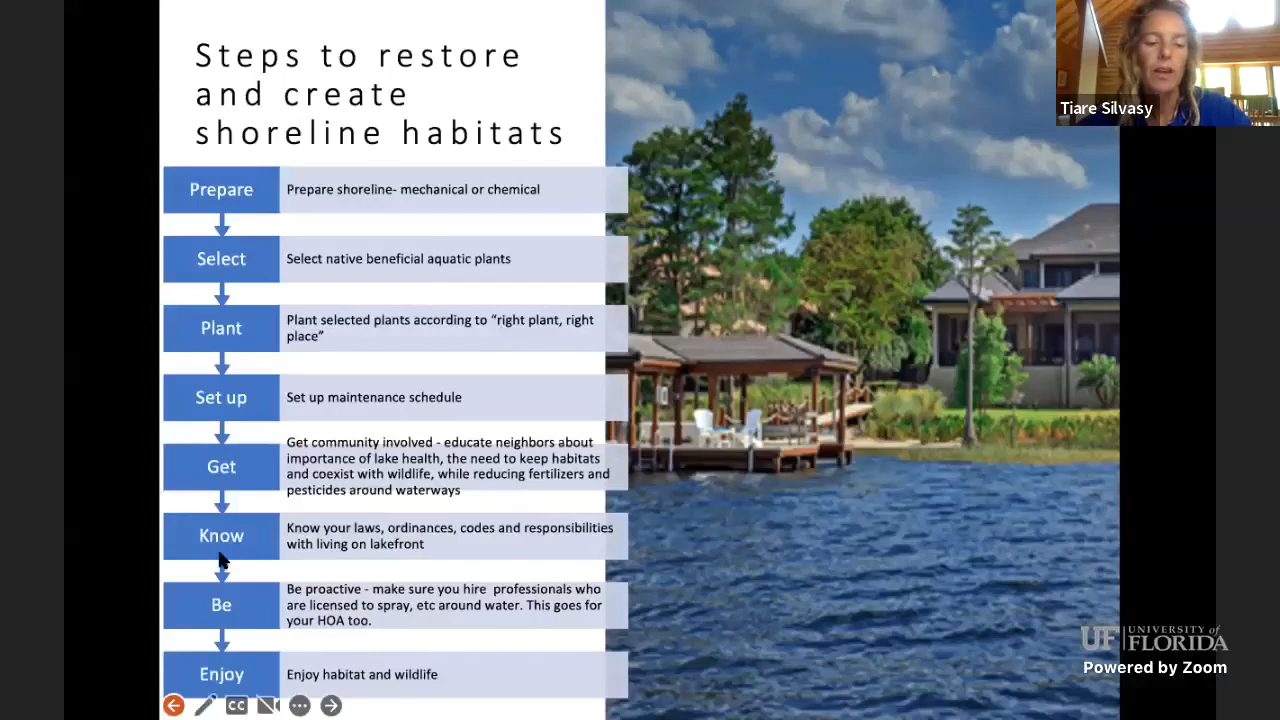 Steps to restore
and create
shoreline habitats
Prepare
Prepare shoreline- mechanical or chemical
Select
Select native beneficial aquatic plants
Plant
Plant selected plants according to “right plant, right
place”
Set up
Set up maintenance schedule
Get
Get community involved - educate neighbors about
importance of lake health, the need to keep habitats
and coexist with wildlife, while reducing fertilizers and
pesticides around waterways
Know
Know your laws, ordinances, codes and responsibilities
with living on lakefront
Be
Be proactive - make sure you hire professionals who
are licensed to spray, etc around water. This goes for
your HOA too.
Enjoy
Enjoy habitat and wildlife
CC
Tiare Silvasy
UF UNIVERSITY of
FLORIDA
Powered by Zoom